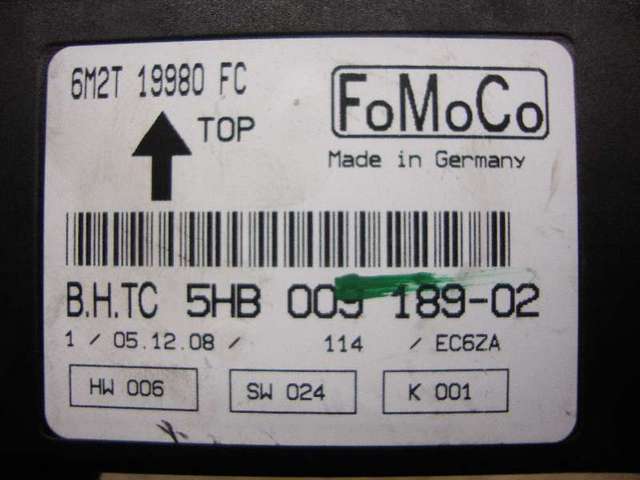 6M2T 19980 FC
FoMoCo
TOP
Made in Germany
B.H.TC 5HB 009 189-02
1 / 05.12.08 / 114 / EC6ZA
HW 006 SW 024 K 001